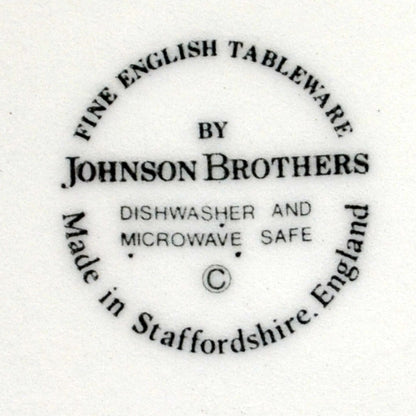 FINE ENGLISH TABLEWARE
BY
JOHNSON BROTHERS
DISHWASHER AND
MICROWAVE SAFE
©
Made in Staffordshire. England